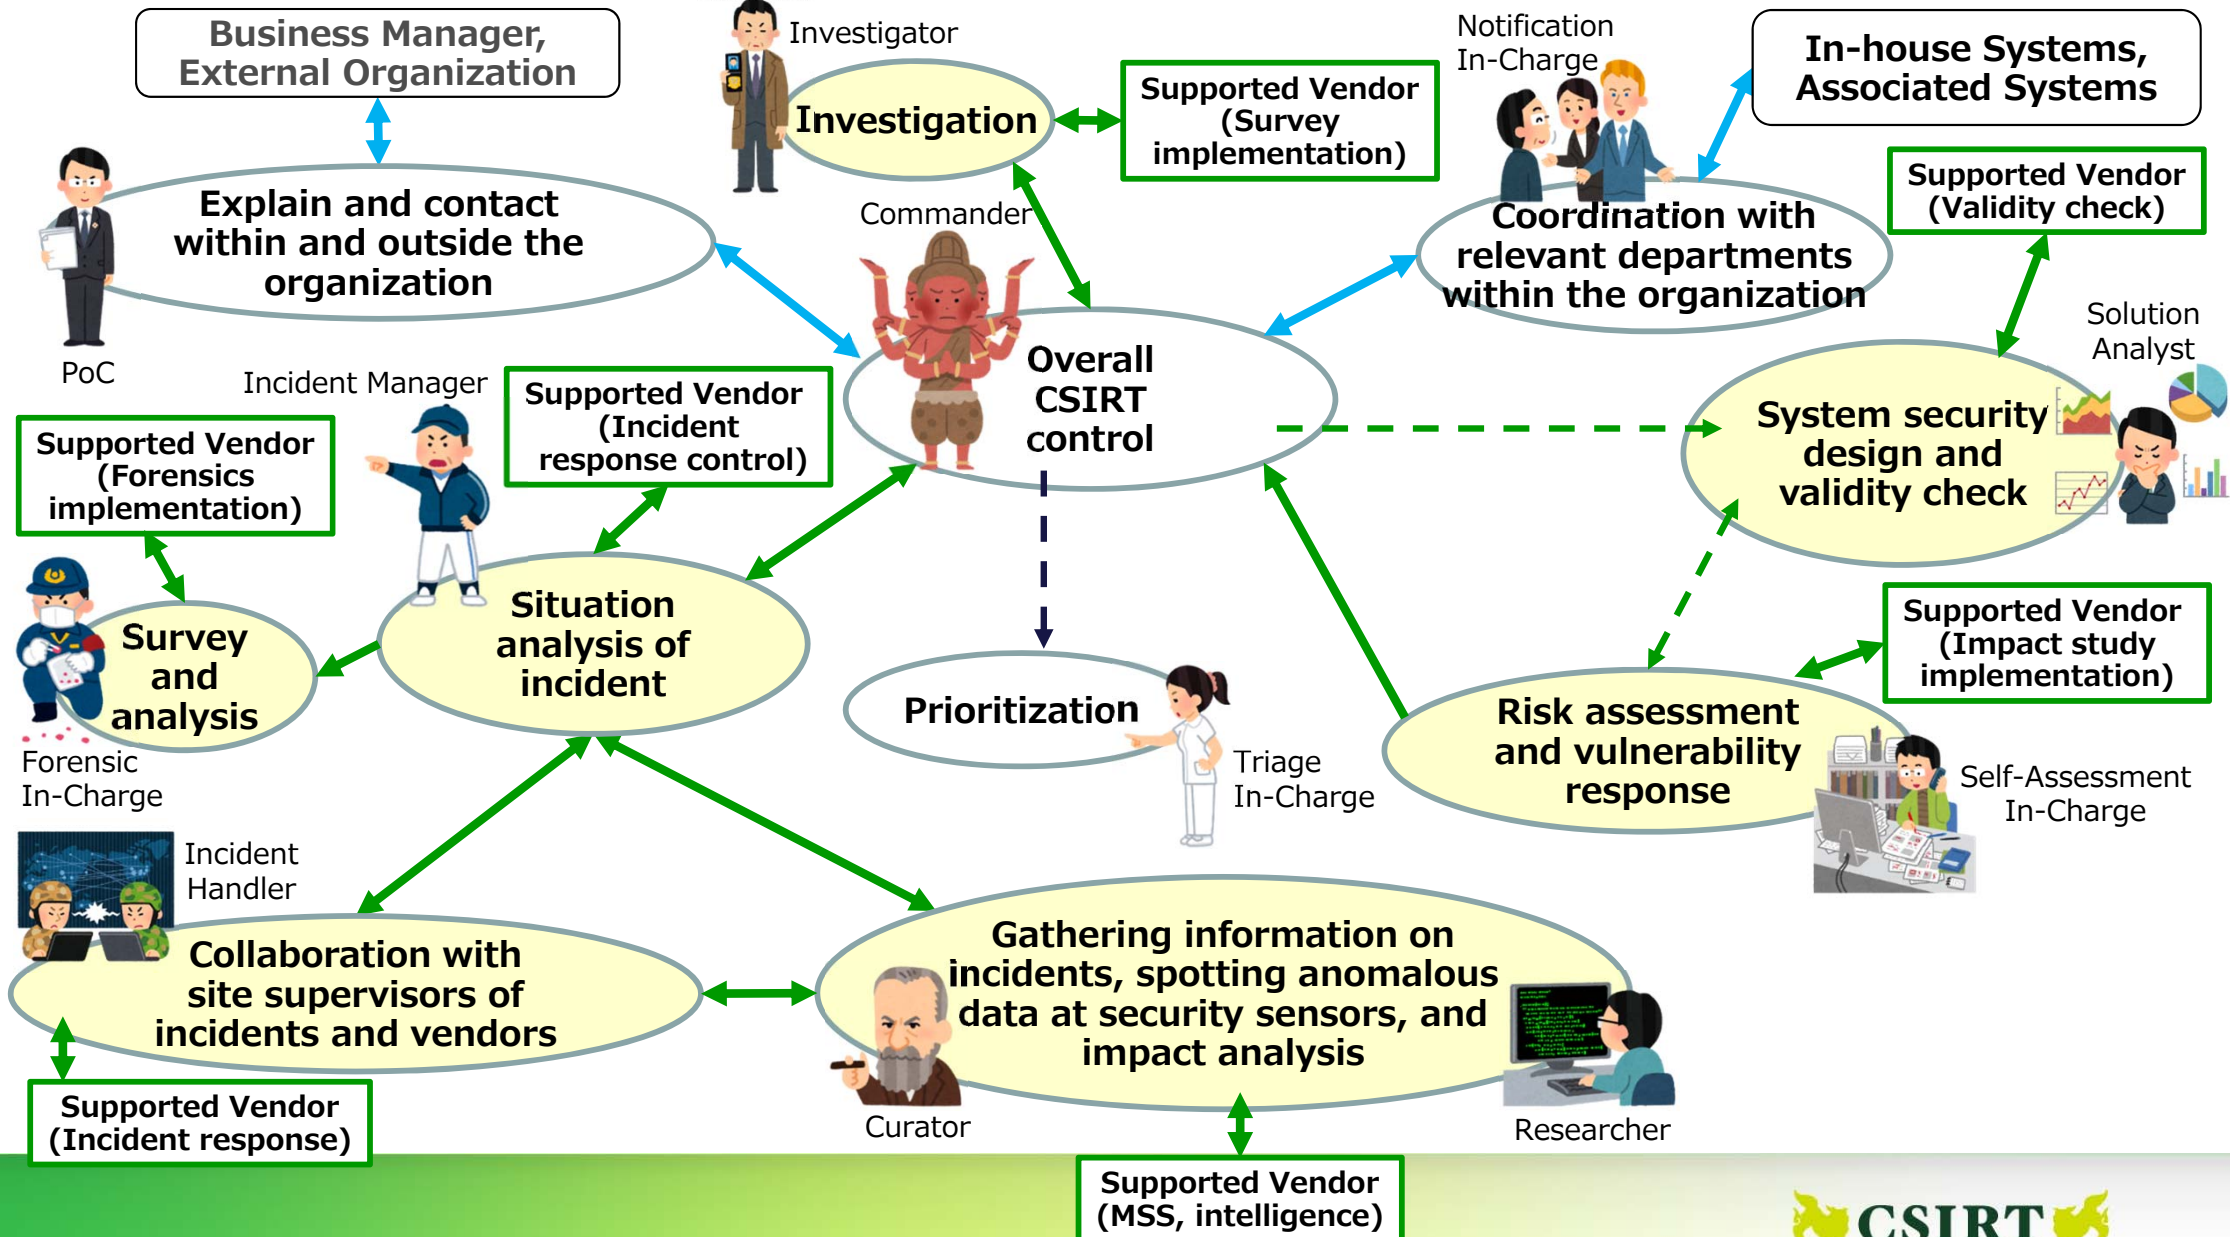 Business Manager,
External Organization
Investigator
Investigation
Supported Vendor
(Survey
implementation)
Notification
In-Charge
In-house Systems,
Associated Systems
Explain and contact
within and outside the
organization
PoC
Commander
Coordination with
relevant departments
within the organization
Supported Vendor
(Validity check)
Solution
Analyst
Overall
CSIRT
control
Incident Manager
Supported Vendor
(Incident
response control)
Supported Vendor
(Forensics
implementation)
System security
design and
validity check
Situation
analysis of
incident
Survey
and
analysis
Forensic
In-Charge
Prioritization
Triage
In-Charge
Supported Vendor
(Impact study
implementation)
Risk assessment
and vulnerability
response
Self-Assessment
In-Charge
Incident
Handler
Collaboration with
site supervisors of
incidents and vendors
Gathering information on
incidents, spotting anomalous
data at security sensors, and
impact analysis
Curator
Researcher
Supported Vendor
(Incident response)
Supported Vendor
(MSS, intelligence)
CSIRT